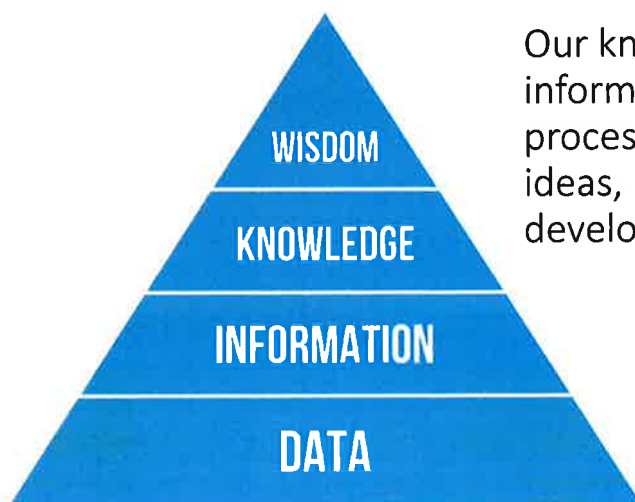 WISDOM
KNOWLEDGE
INFORMATION
DATA
Our kn
inform
proces
ideas,
develo